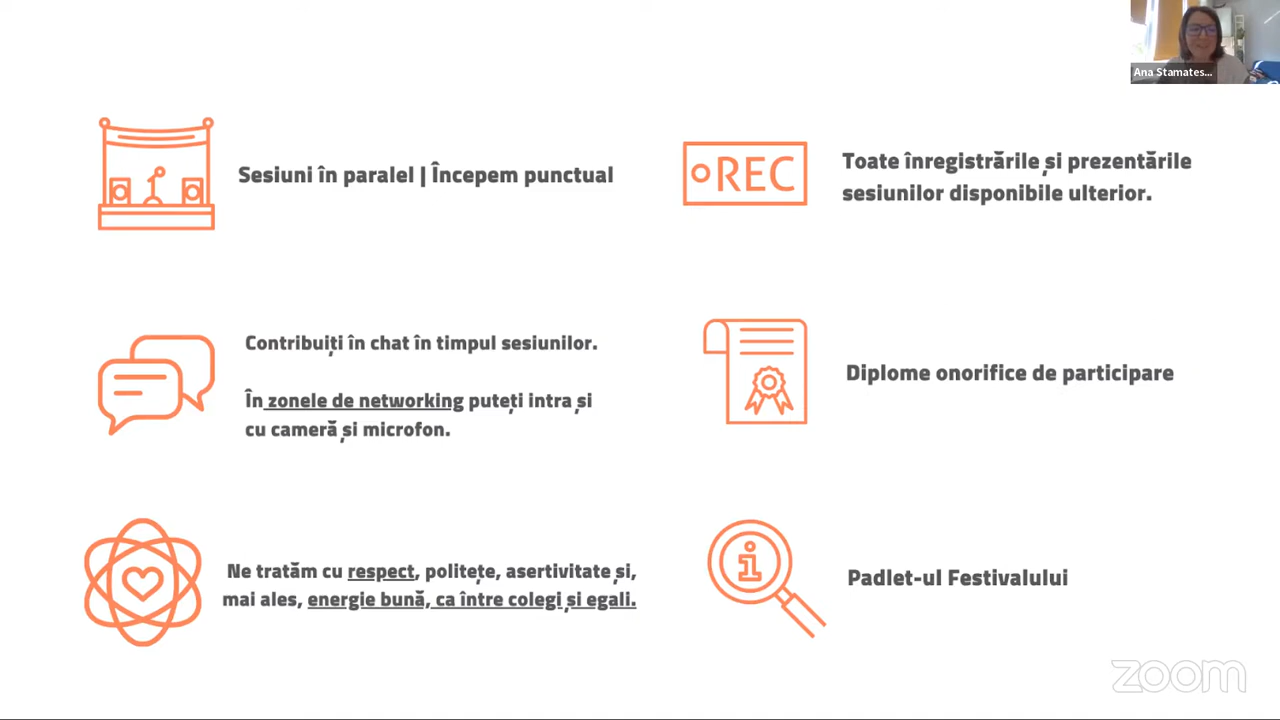 Ana Stamates...
Sesiuni în paralel | Începem punctual
REC
Toate înregistrările și prezentările
sesiunilor disponibile ulterior.
Contribuiți în chat în timpul sesiunilor.
În zonele de networking puteți intra și
cu cameră și microfon.
Diplome onorifice de participare
Ne tratăm cu respect, politețe, asertivitate și,
mai ales, energie bună, ca între colegi și egali.
i
Padlet-ul Festivalului
zoom